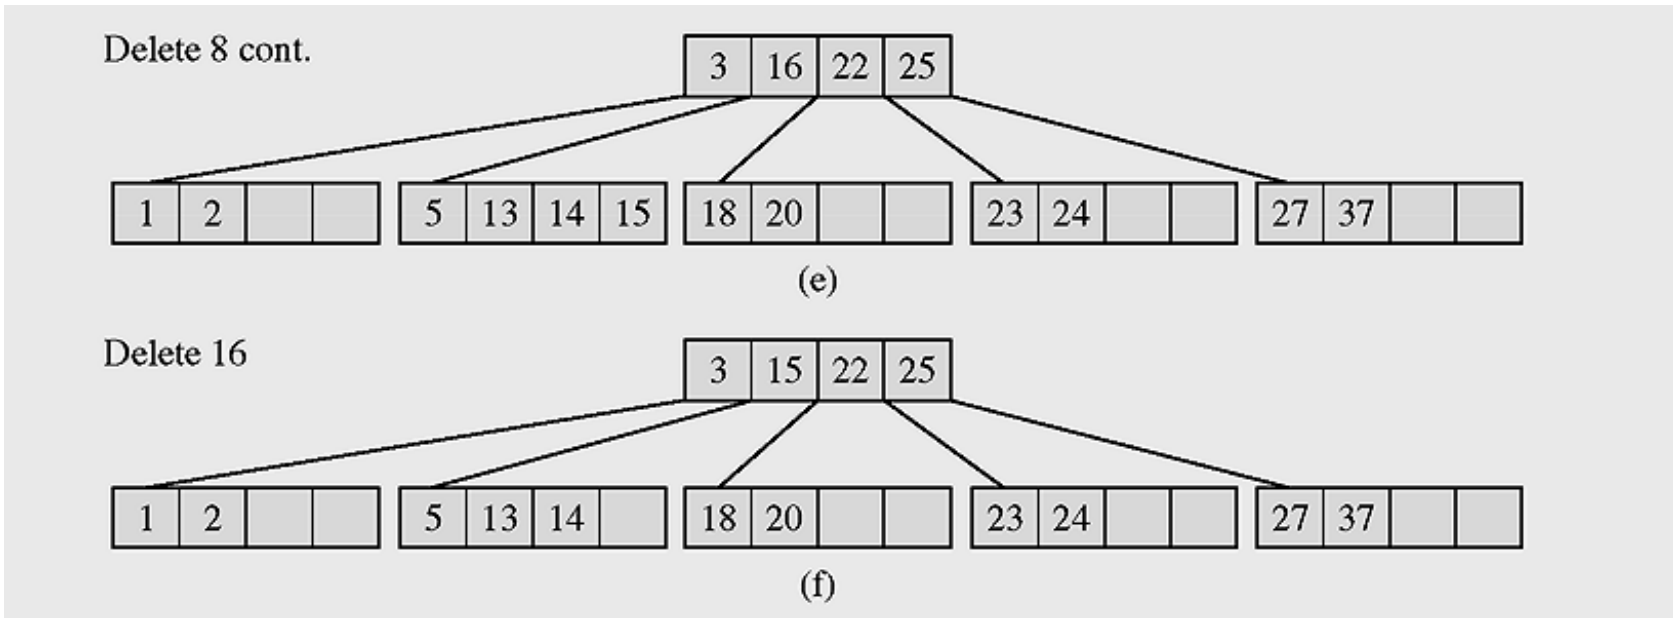 Delete 8 cont.
3 16 22 25
1 2 5 13 14 15 18 20 23 24 27 37
(e)
Delete 16
3 15 22 25
1 2 5 13 14 18 20 23 24 27 37
(f)